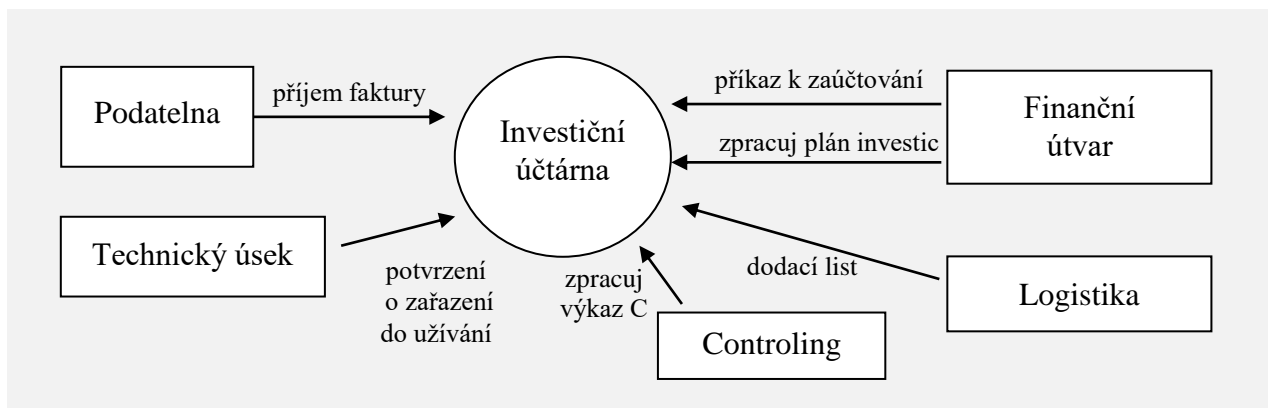 Podatelna
příjem faktury
Investiční
účtárna
příkaz k zaúčtování
zpracuj plán investic
Finanční
útvar
Technický úsek
potvrzení
o zařazení
do užívání
zpracuj
výkaz C
Controling
dodací list
Logistika